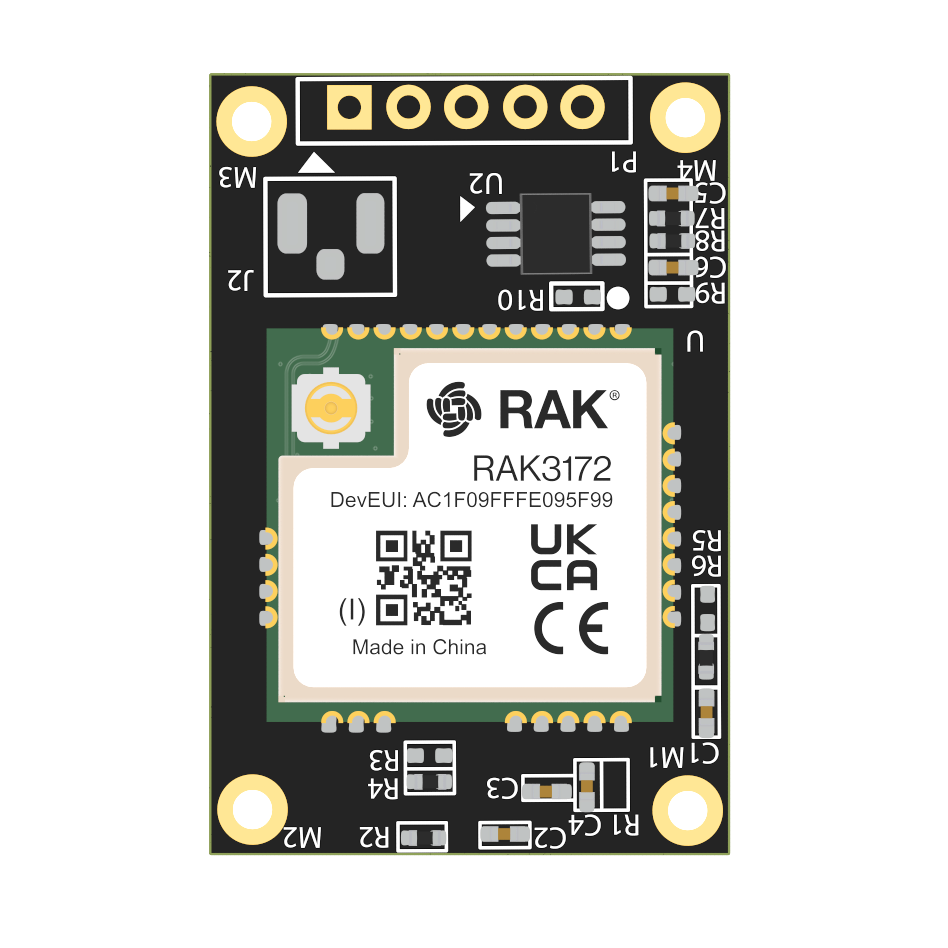 P1
M3
M4
U2
C5
R7
R8
C6
R9
J2
R10
U
RAK®
RAK3172
DevEUI: AC1F09FFFE095F99
UK
CA
(I)
CE
Made in China
R5
R6
C1 M1
R3
R4
C3
C4
R1
M2
R2
C2